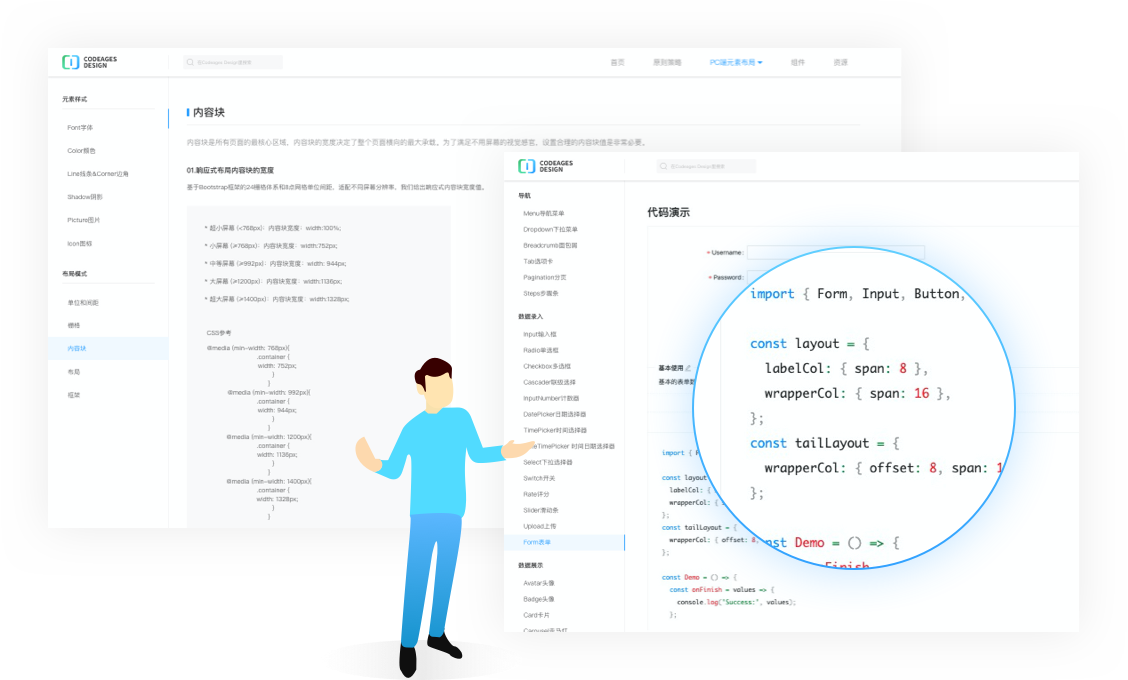 CODEAGES
DESIGN
在Codeages Design里搜索
首页
原则策略
PC端元素布局
组件
资源
元素样式
Font字体
Color颜色
Line线条&Corner边角
Shadow阴影
Picture图片
Icon图标
布局模式
单位和间距
栅格
内容块
布局
框架
内容块
内容块是所有页面的最核心区域，内容块的宽度决定了整个页面横向的最大承载。为了满足不用屏幕的视觉感官，设置合理的内容块值是非常必要。
01.响应式布局内容块的宽度
基于Bootstrap框架的24栅格体系和8点网格单位间距，适配不同屏幕分辨率，我们给出响应式内容块宽度值。
* 超小屏幕 (<768px)：内容块宽度：width:100%;
* 小屏幕 (≥768px)：内容块宽度：width:752px;
* 中等屏幕 (≥992px)：内容块宽度：width: 944px;
* 大屏幕 (≥1200px)：内容块宽度：width:1136px;
* 超大屏幕 (≥1400px)：内容块宽度：width:1328px;
CSS参考
@media (min-width: 768px){
.container {
width: 752px;
}
}
@media (min-width: 992px){
.container {
width: 944px;
}
}
@media (min-width: 1200px){
.container {
width: 1136px;
}
}
@media (min-width: 1400px){
.container {
width: 1328px;
}
}
CODEAGES
DESIGN
在Codeages Design里搜索
导航
Menu导航菜单
Dropdown下拉菜单
Breadcrumb面包屑
Tab选项卡
Pagination分页
Steps步骤条
数据录入
Input输入框
Radio单选框
Checkbox多选框
Cascader级联选择
InputNumber计数器
DatePicker日期选择器
TimePicker时间选择器
eTimePicker 时间日期选择器
Select下拉选择器
Switch开关
Rate评分
Slider滑动条
Upload上传
Form表单
数据展示
Avatar头像
Badge头像
Card卡片
Carousel走马灯
代码演示
* Username:
* Password:
基本使用
基本的表单数
import { F
const layout
labelCol: {
wrapperCol: {
};
const tailLayout = {
wrapperCol: { offset: 8,
};
const Demo = () => {
const onFinish = values => {
console.log("Success:", values);
};
import { Form, Input, Button,
const layout = {
labelCol: { span: 8 },
wrapperCol: { span: 16 },
};
const tailLayout = {
wrapperCol: { offset: 8, span: 1
};
nst Demo = () => {
Finish